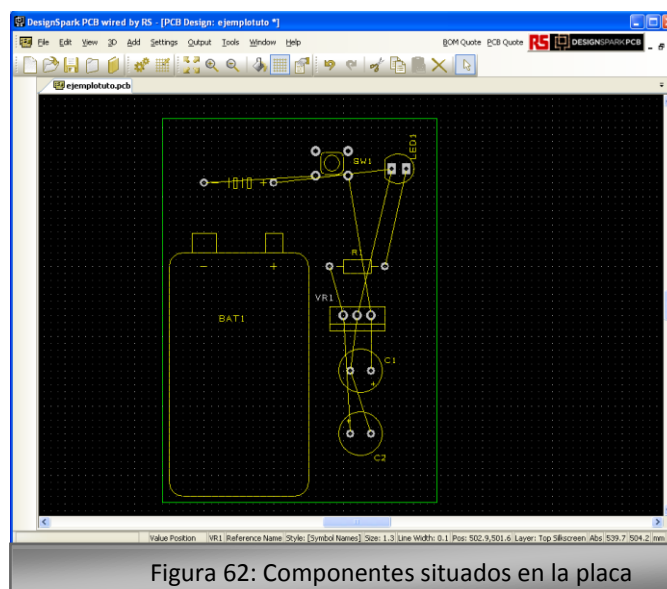 DesignSpark PCB wired by RS - [PCB Design: ejemplotuto *]
File Edit View 3D Add Settings Output Tools Window Help
BOM Quote PCB Quote RS DESIGNSPARK PCB
ejemplotuto.pcb
LED1
SW1
+
R1
- +
VR1
BAT1
C1
+
+
C2
Value Position VR1 Reference Name Style: [Symbol Names] Size: 1.3 Line Width: 0.1 Pos: 502.9,501.6 Layer: Top Silkscreen Abs 539.7 504.2 mm
Figura 62: Componentes situados en la placa